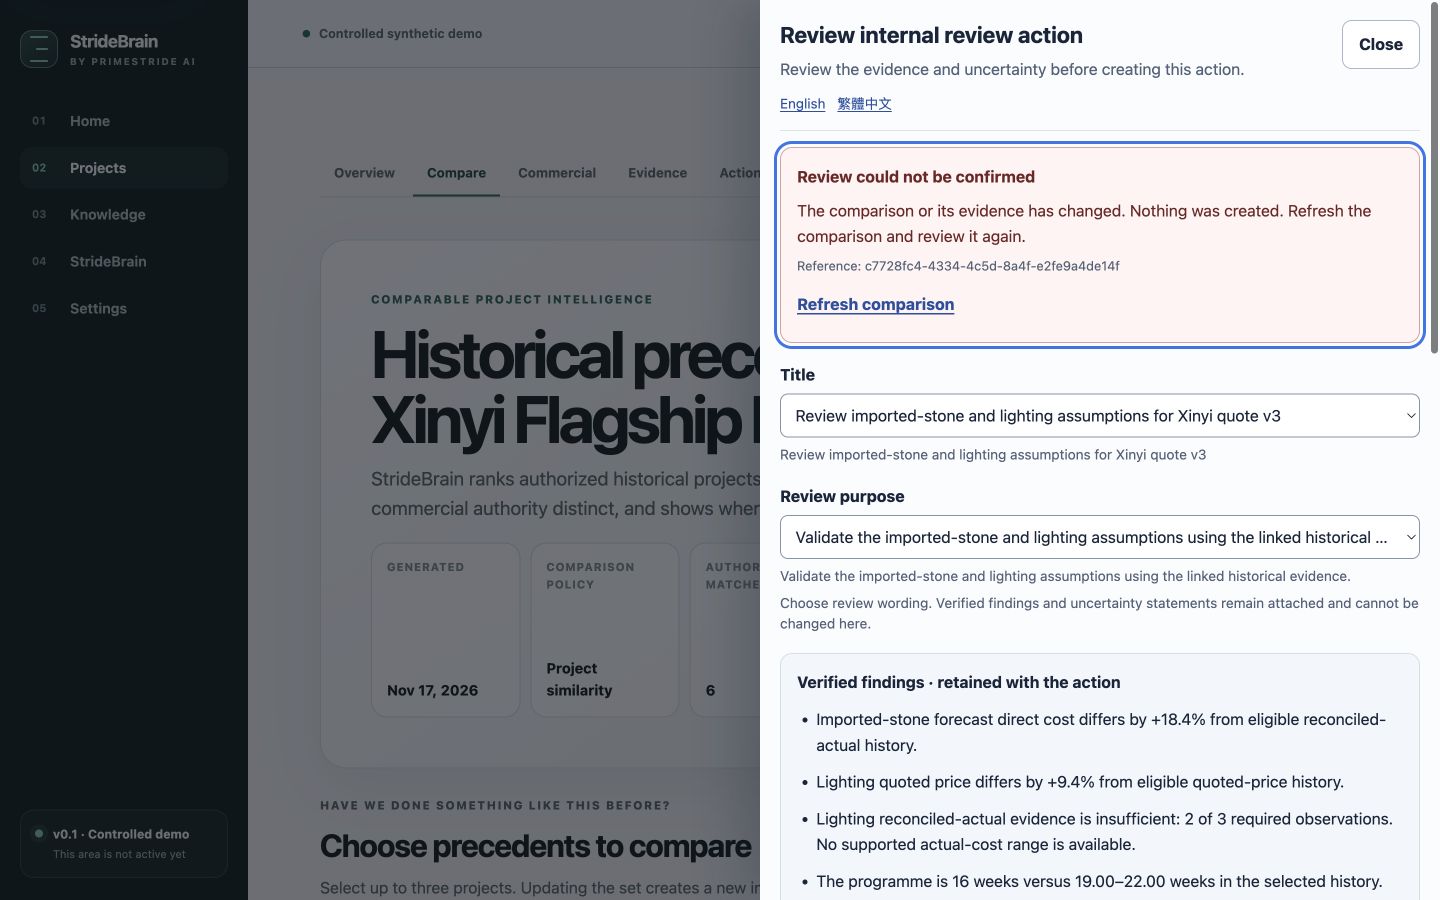 StrideBrain
BY PRIMESTRIDE AI
01 Home
02 Projects
03 Knowledge
04 StrideBrain
05 Settings
v0.1 · Controlled demo
This area is not active yet
Controlled synthetic demo
Overview Compare Commercial Evidence Action
COMPARABLE PROJECT INTELLIGENCE
Historical prec
Xinyi Flagship
StrideBrain ranks authorized historical projects
commercial authority distinct, and shows wher
GENERATED
Nov 17, 2026
COMPARISON
POLICY
Project
similarity
AUTHOR
MATCHE
6
HAVE WE DONE SOMETHING LIKE THIS BEFORE?
Choose precedents to compare
Select up to three projects. Updating the set creates a new i
Review internal review action
Close
Review the evidence and uncertainty before creating this action.
English 繁體中文
Review could not be confirmed
The comparison or its evidence has changed. Nothing was created. Refresh the
comparison and review it again.
Reference: c7728fc4-4334-4c5d-8a4f-e2fe9a4de14f
Refresh comparison
Title
Review imported-stone and lighting assumptions for Xinyi quote v3
Review imported-stone and lighting assumptions for Xinyi quote v3
Review purpose
Validate the imported-stone and lighting assumptions using the linked historical ...
Validate the imported-stone and lighting assumptions using the linked historical evidence.
Choose review wording. Verified findings and uncertainty statements remain attached and cannot be
changed here.
Verified findings · retained with the action
• Imported-stone forecast direct cost differs by +18.4% from eligible reconciled-
actual history.
• Lighting quoted price differs by +9.4% from eligible quoted-price history.
• Lighting reconciled-actual evidence is insufficient: 2 of 3 required observations.
No supported actual-cost range is available.
• The programme is 16 weeks versus 19.00–22.00 weeks in the selected history.